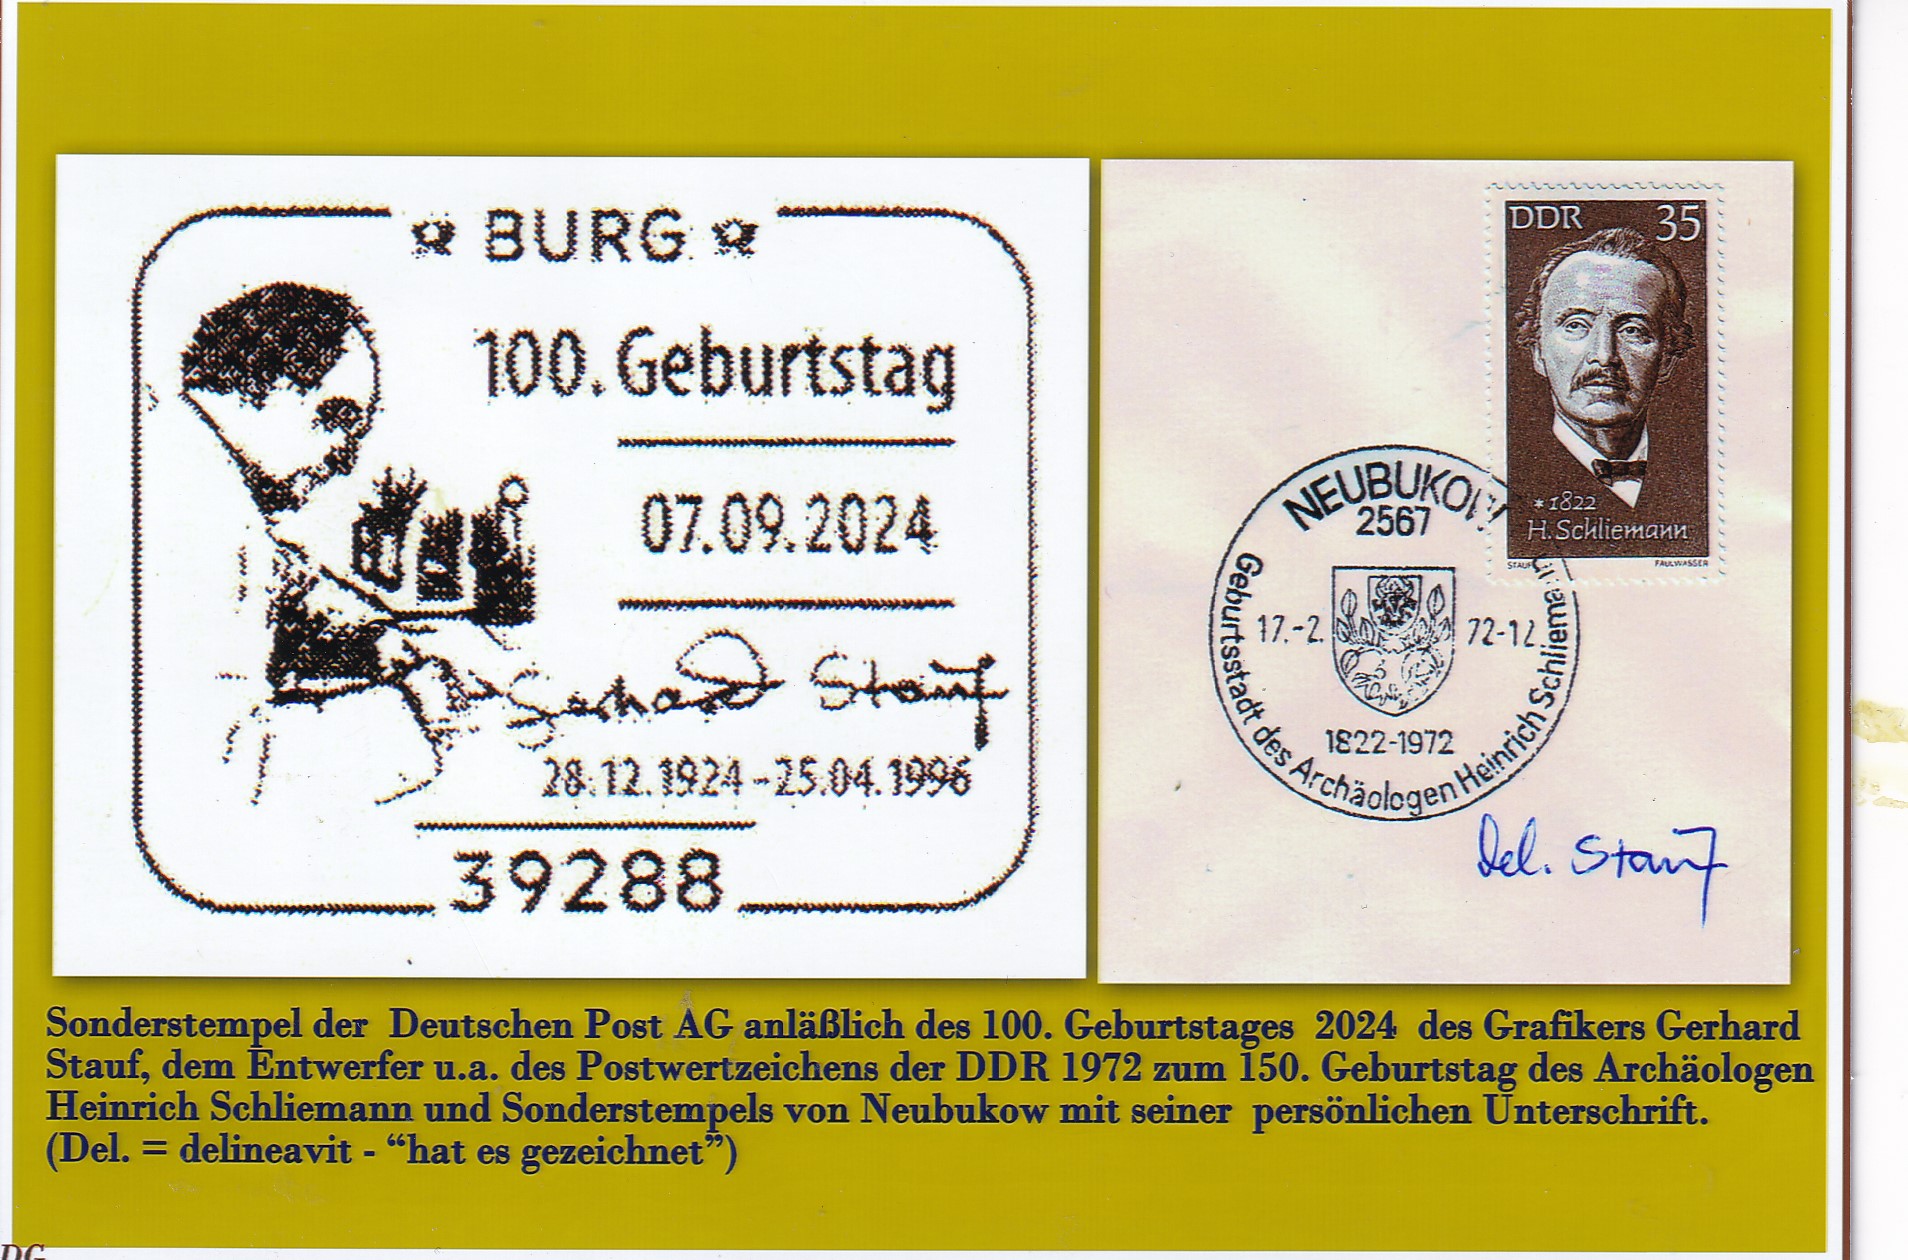 BURG
100. Geburtstag
07.09.2024
Gerhard Stauf
28.12.1924-25.04.1996
39288
DDR 35
*1822
H. Schliemann
STAUF FAULWASSER
NEUBUKOW
2567
17.-2. 72-12
1822-1972
Geburtsstadt des Archäologen Heinrich Schliemann
Del. Stauf
Sonderstempel der Deutschen Post AG anläßlich des 100. Geburtstages 2024 des Grafikers Gerhard
Stauf, dem Entwerfer u.a. des Postwertzeichens der DDR 1972 zum 150. Geburtstag des Archäologen
Heinrich Schliemann und Sonderstempels von Neubukow mit seiner persönlichen Unterschrift.
(Del. = delineavit - “hat es gezeichnet”)
DG